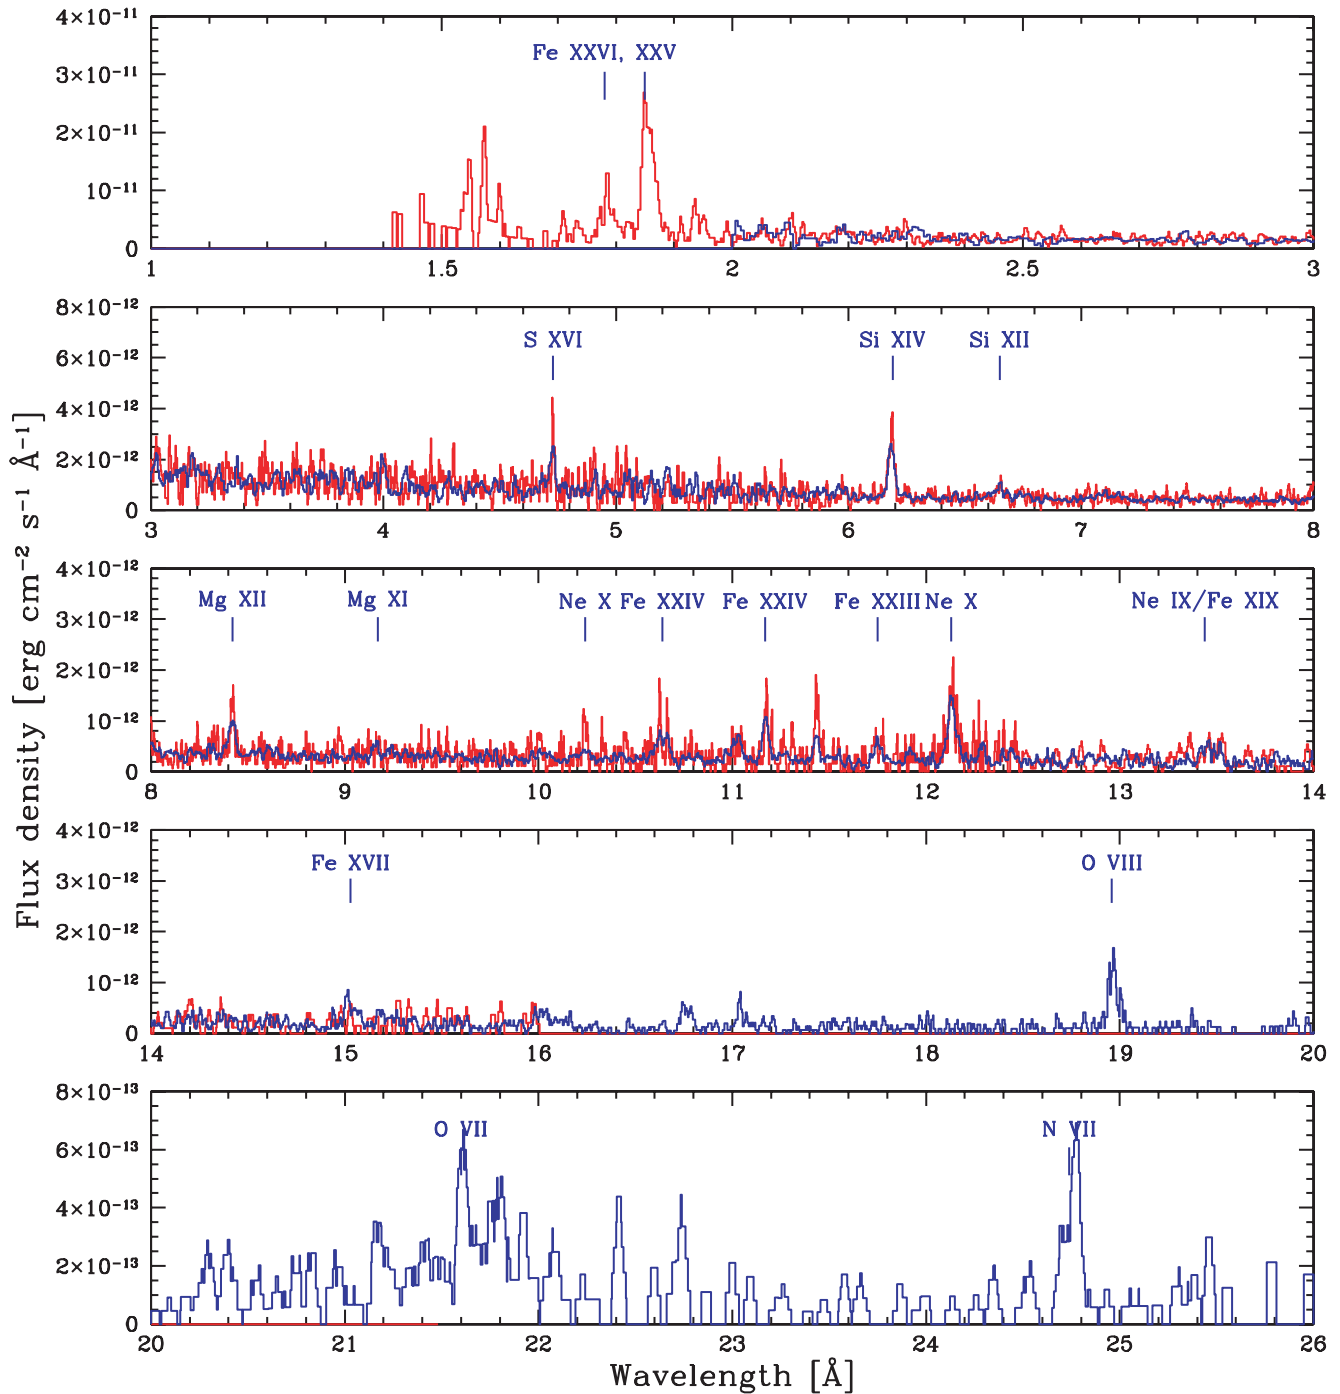 4×10⁻¹¹
Fe XXVI, XXV
3×10⁻¹¹
2×10⁻¹¹
10⁻¹¹
0
1 1.5 2 2.5 3
8×10⁻¹²
S XVI Si XIV Si XII
6×10⁻¹²
4×10⁻¹²
2×10⁻¹²
0
3 4 5 6 7 8
4×10⁻¹²
Mg XII Mg XI Ne X Fe XXIV Fe XXIV Fe XXIII Ne X Ne IX/Fe XIX
3×10⁻¹²
2×10⁻¹²
10⁻¹²
0
8 9 10 11 12 13 14
4×10⁻¹²
Fe XVII O VIII
3×10⁻¹²
2×10⁻¹²
10⁻¹²
0
14 15 16 17 18 19 20
8×10⁻¹³
O VII N VII
6×10⁻¹³
4×10⁻¹³
2×10⁻¹³
0
20 21 22 23 24 25 26
Wavelength [Å]
Flux density [erg cm⁻² s⁻¹ Å⁻¹]